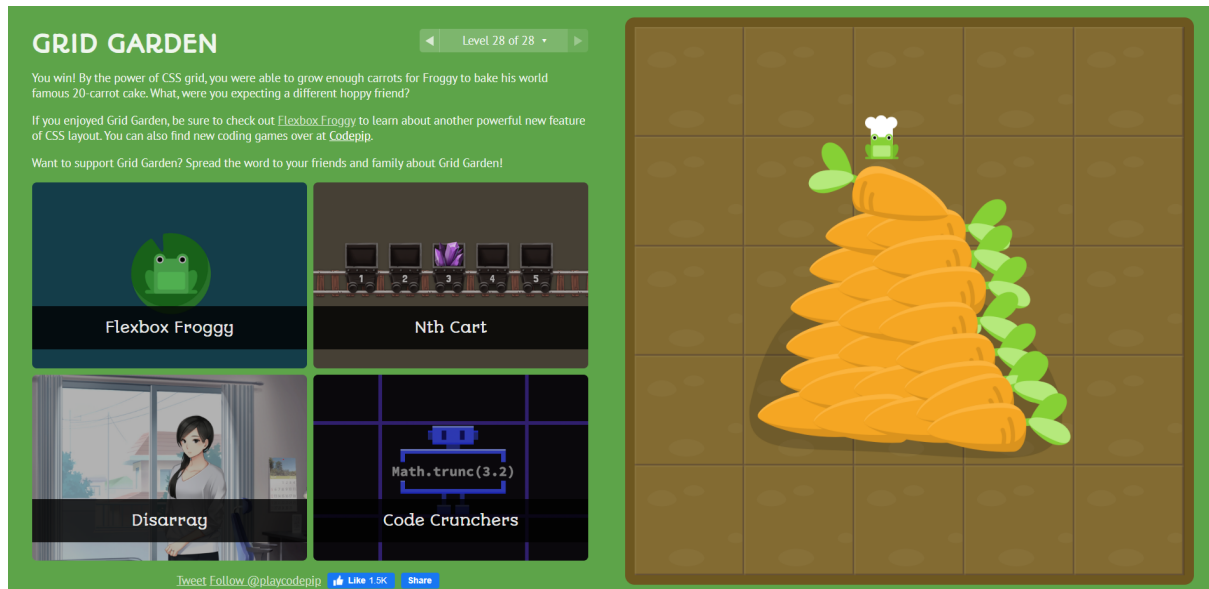 GRID GARDEN
Level 28 of 28
You win! By the power of CSS grid, you were able to grow enough carrots for Froggy to bake his world
famous 20-carrot cake. What, were you expecting a different hoppy friend?
If you enjoyed Grid Garden, be sure to check out Flexbox Froggy to learn about another powerful new feature
of CSS layout. You can also find new coding games over at Codepip.
Want to support Grid Garden? Spread the word to your friends and family about Grid Garden!
1 2 3 4 5
Flexbox Froggy
Nth Cart
Math.trunc(3.2)
Disarray
Code Crunchers
Tweet Follow @playcodepip Like 1.5K Share